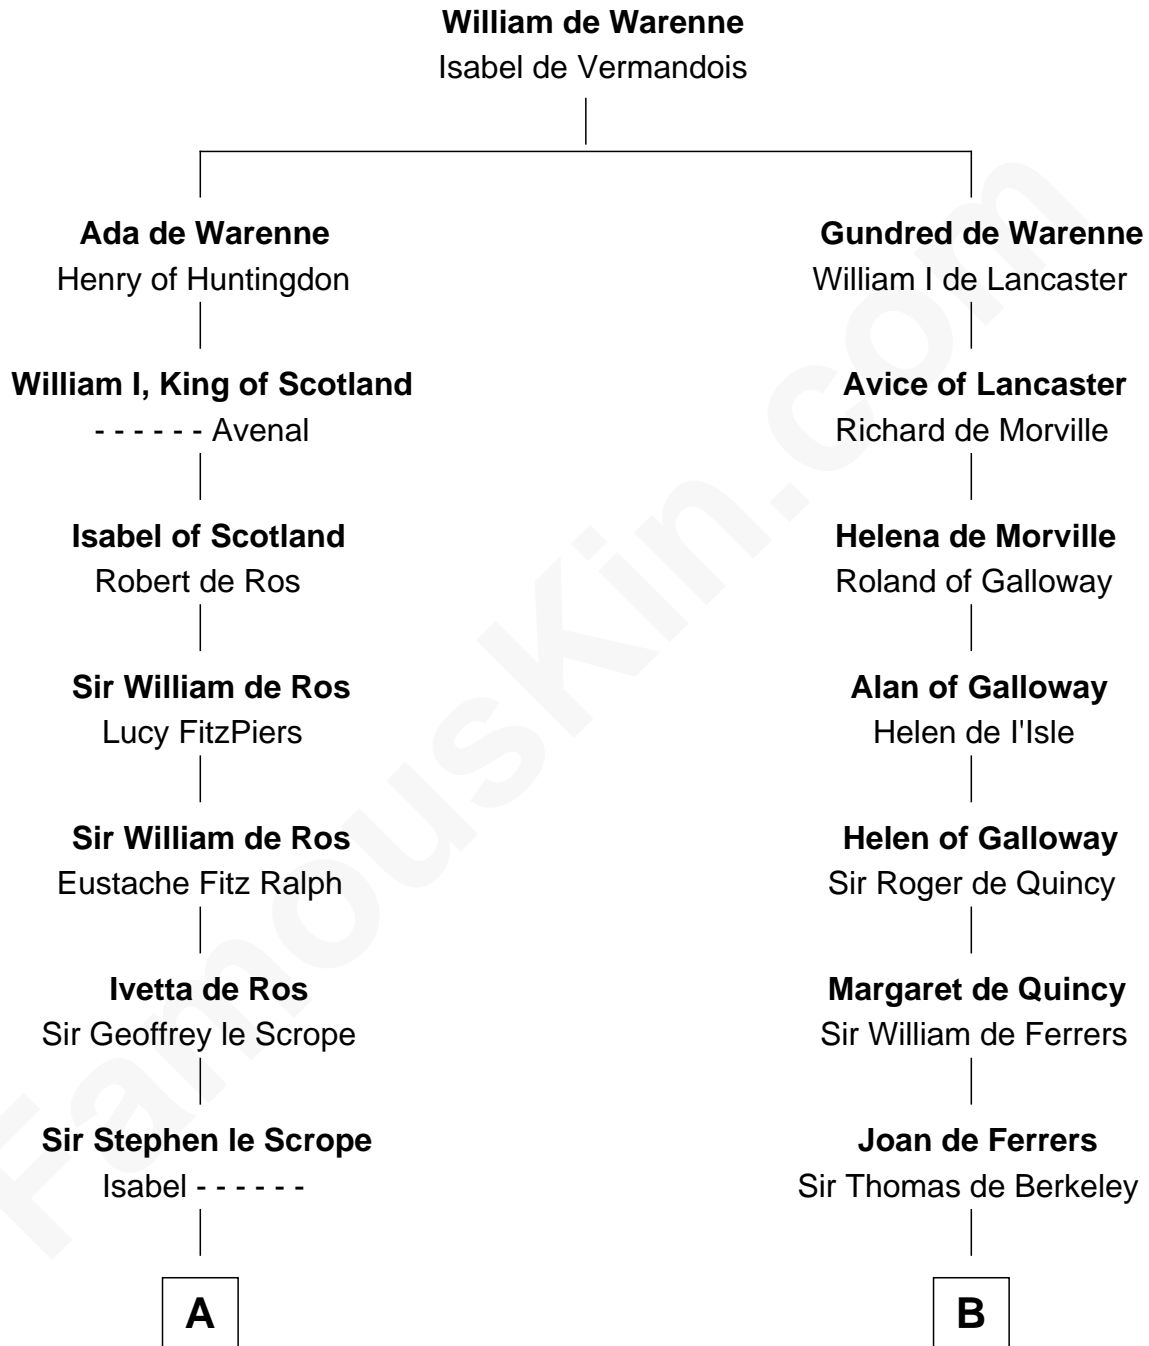 William de Warenne
Isabel de Vermandois
Ada de Warenne
Henry of Huntingdon
William I, King of Scotland
- - - - - - Avenal
Isabel of Scotland
Robert de Ros
Sir William de Ros
Lucy FitzPiers
Sir William de Ros
Eustache Fitz Ralph
Ivetta de Ros
Sir Geoffrey le Scrope
Sir Stephen le Scrope
Isabel - - - - - -
A
Gundred de Warenne
William I de Lancaster
Avice of Lancaster
Richard de Morville
Helena de Morville
Roland of Galloway
Alan of Galloway
Helen de I'Isle
Helen of Galloway
Sir Roger de Quincy
Margaret de Quincy
Sir William de Ferrers
Joan de Ferrers
Sir Thomas de Berkeley
B
FamousKin.com